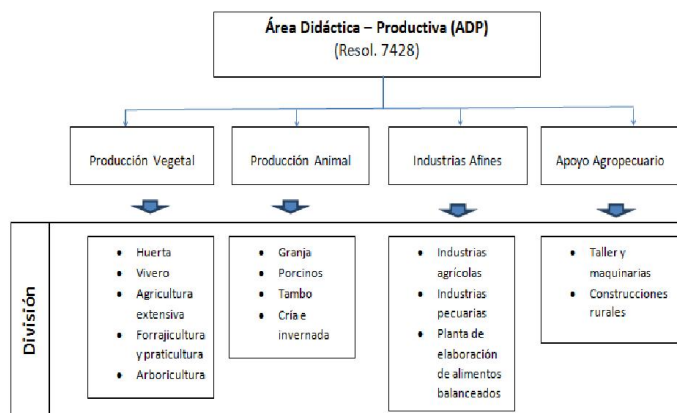 Área Didáctica – Productiva (ADP)
(Resol. 7428)
Producción Vegetal
Producción Animal
Industrias Afines
Apoyo Agropecuario
División
• Huerta
• Vivero
• Agricultura
extensiva
• Forrajicultura
y praticultura
• Arboricultura
• Granja
• Porcinos
• Tambo
• Cría e
invernada
• Industrias
agrícolas
• Industrias
pecuarias
• Planta de
elaboración
de alimentos
balanceados
• Taller y
maquinarias
• Construcciones
rurales